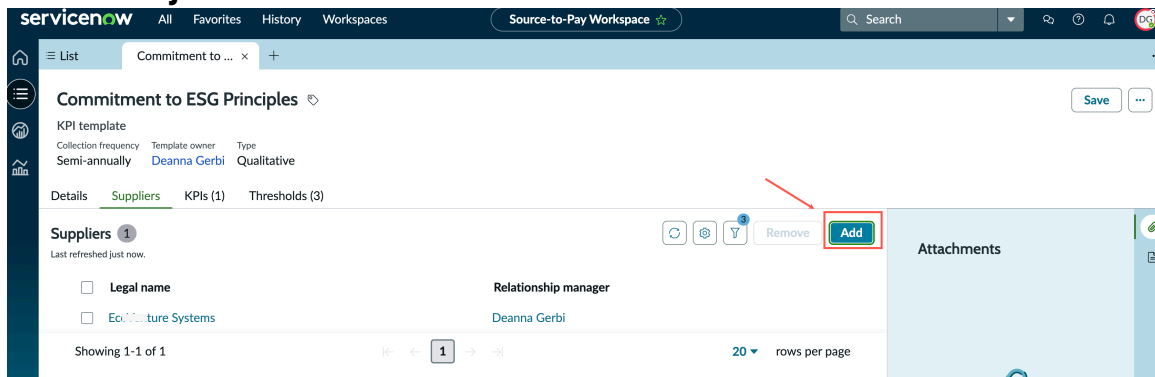 servicenow All Favorites History Workspaces Source-to-Pay Workspace Search DG
List Commitment to ... × +
Commitment to ESG Principles
Save ...
KPI template
Collection frequency Template owner Type
Semi-annually Deanna Gerbi Qualitative
Details Suppliers KPIs (1) Thresholds (3)
Suppliers 1 3 Remove Add
Last refreshed just now.
Attachments
Legal name Relationship manager
Systems Deanna Gerbi
Showing 1-1 of 1 1 20 rows per page